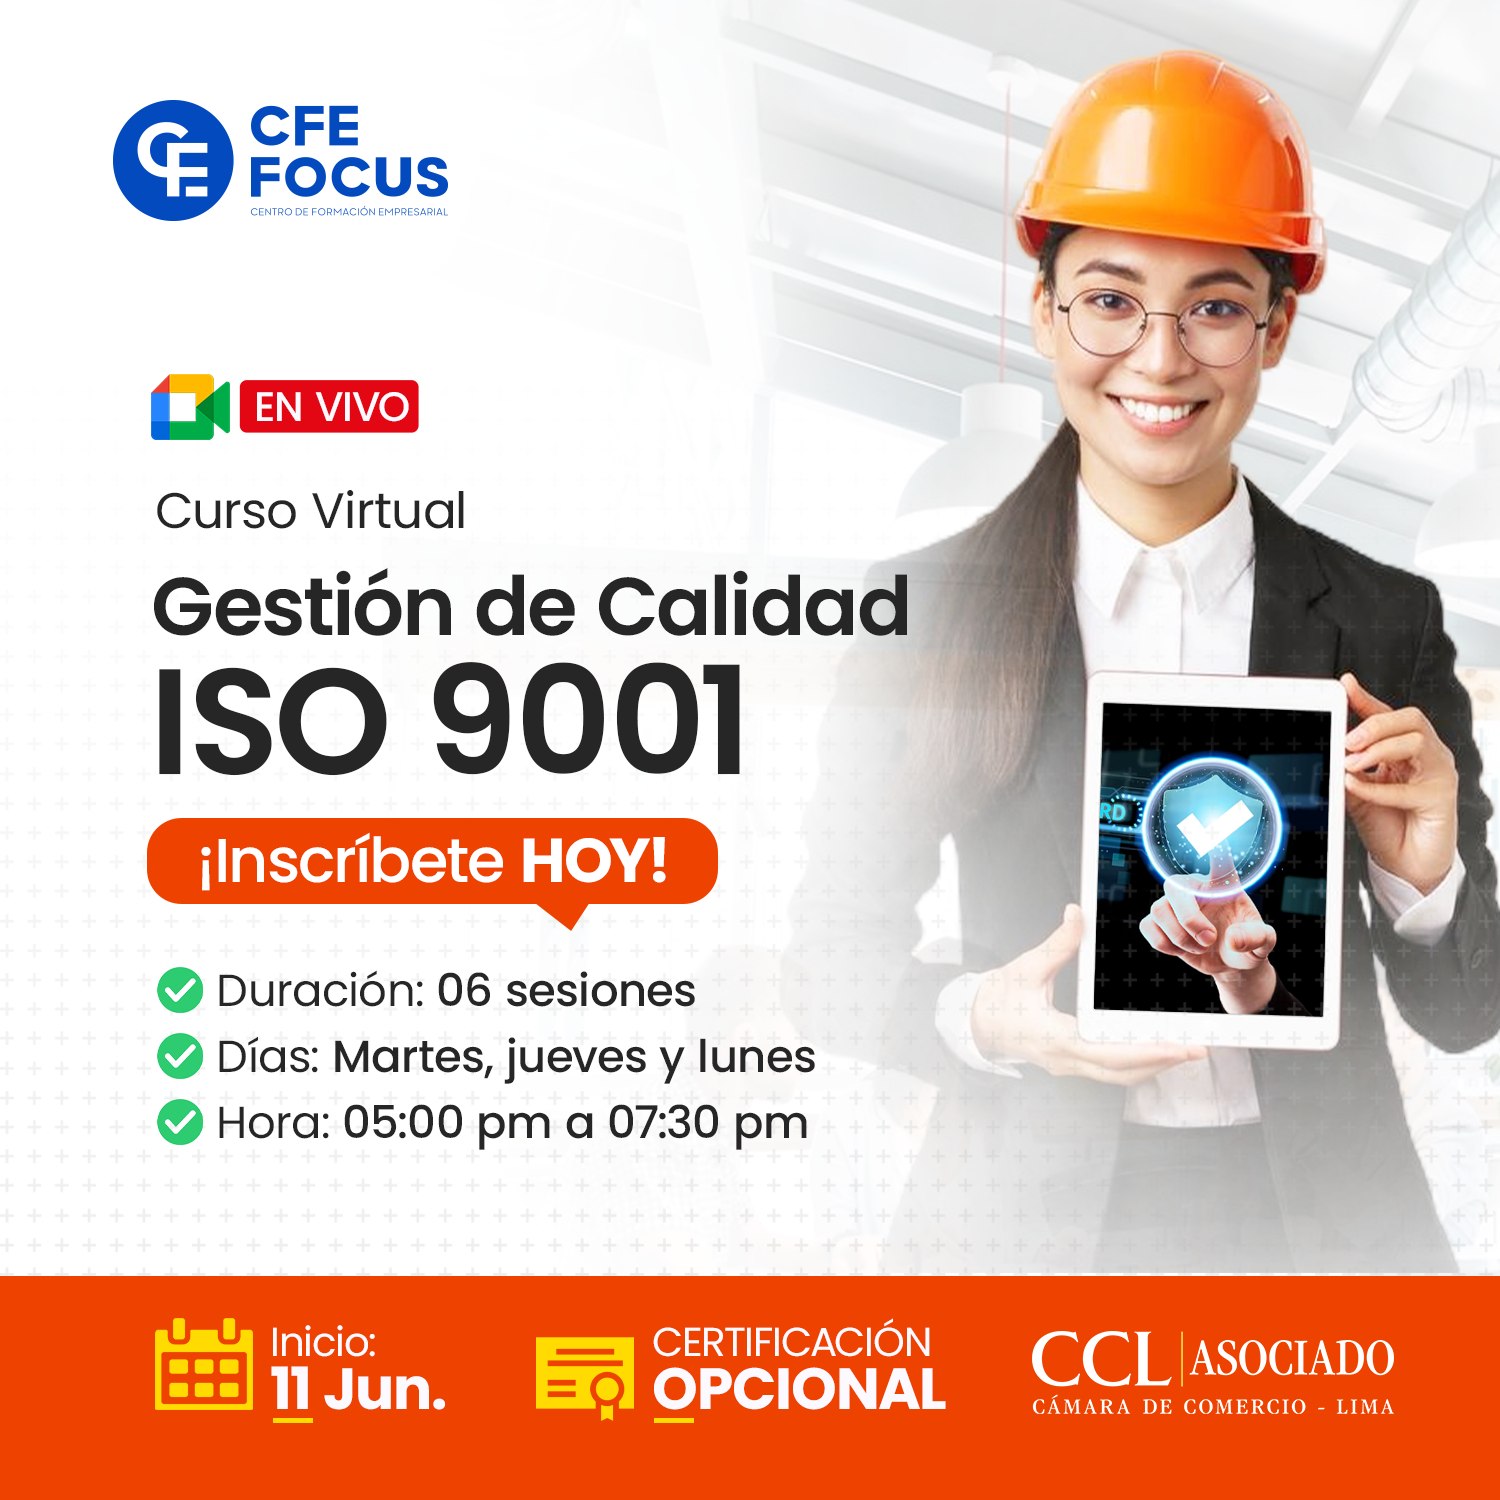 CFE
FOCUS
CENTRO DE FORMACIÓN EMPRESARIAL
EN VIVO
Curso Virtual
Gestión de Calidad
ISO 9001
¡Inscríbete HOY!
Duración: 06 sesiones
Días: Martes, jueves y lunes
Hora: 05:00 pm a 07:30 pm
RD
Inicio:
11 Jun.
CERTIFICACIÓN
OPCIONAL
CCL ASOCIADO
CÁMARA DE COMERCIO - LIMA